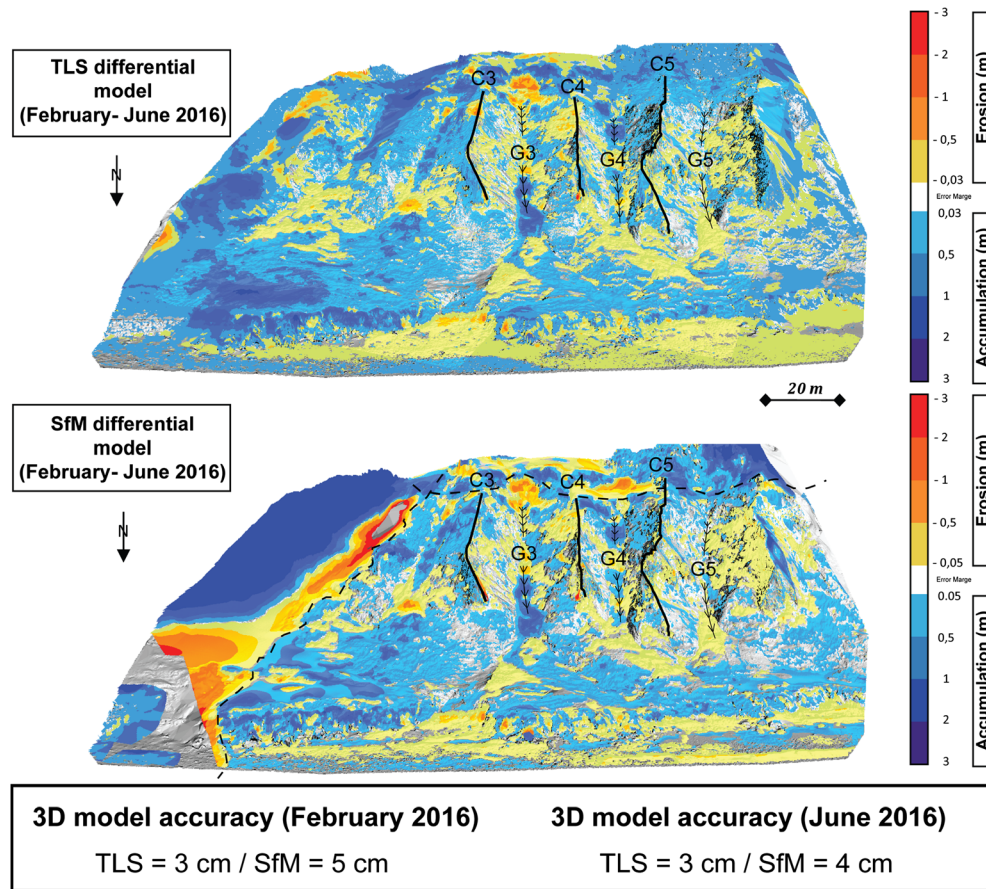 TLS differential
model
(February- June 2016)
N
C3
C4
C5
G3
G4
G5
- 3
- 2
- 1
- 0,5
- 0,03
Error Marge
0,03
0,5
1
2
3
Erosion (m)
Accumulation (m)
20 m
SfM differential
model
(February- June 2016)
N
C3
C4
C5
G3
G4
G5
- 3
- 2
- 1
- 0,5
- 0,05
Error Marge
0.05
0,5
1
2
3
Erosion (m)
Accumulation (m)
3D model accuracy (February 2016)
TLS = 3 cm / SfM = 5 cm
3D model accuracy (June 2016)
TLS = 3 cm / SfM = 4 cm